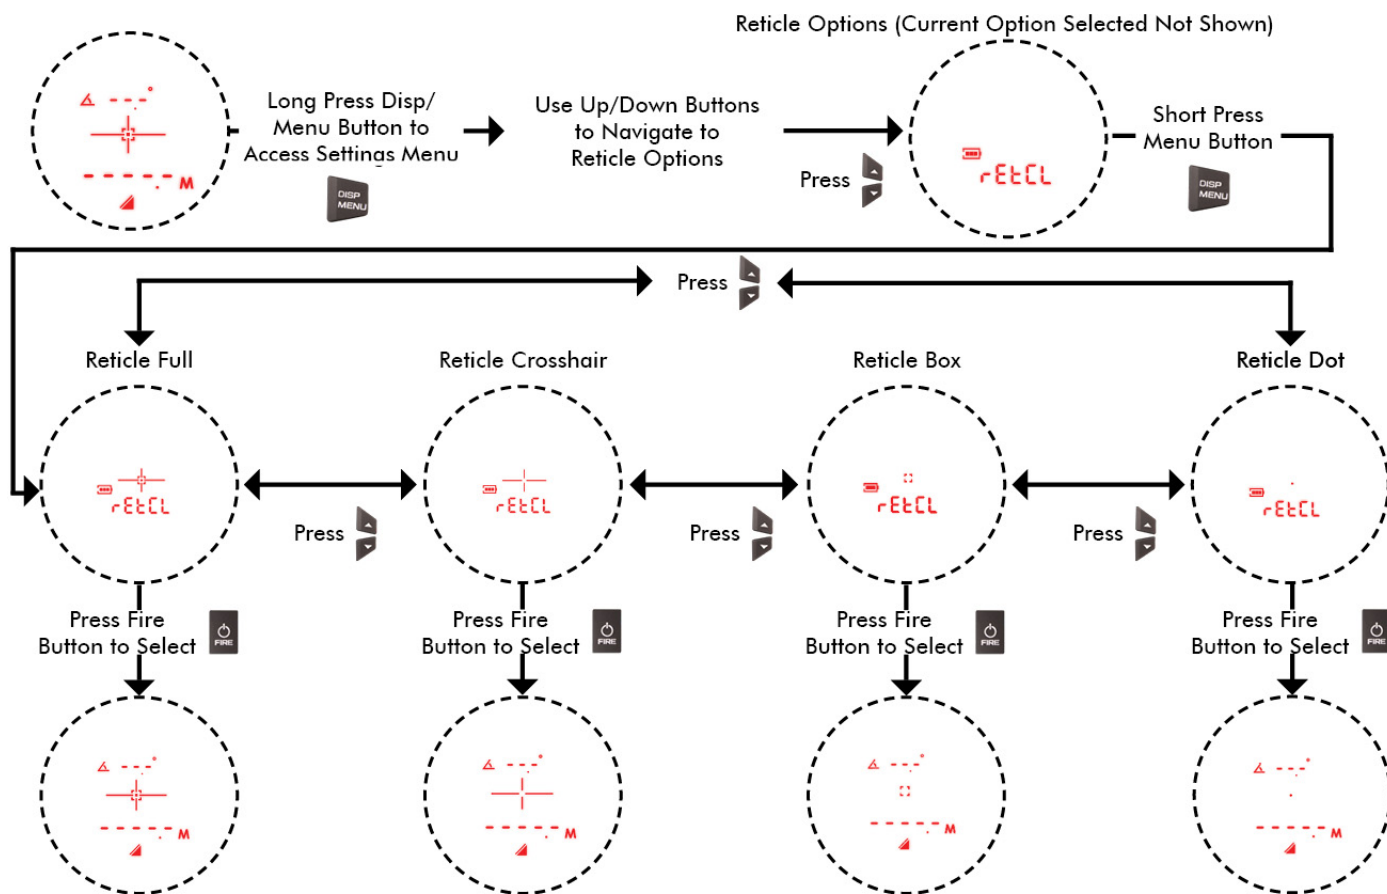 Reticle Options (Current Option Selected Not Shown)
Long Press Disp/
Menu Button to
Access Settings Menu
DISP
MENU
Use Up/Down Buttons
to Navigate to
Reticle Options
Press
rEtCL
Short Press
Menu Button
DISP
MENU
M
Press
Reticle Full
Reticle Crosshair
Reticle Box
Reticle Dot
rEtCL
rEtCL
rEtCL
rEtCL
Press
Press
Press
Press Fire
Button to Select
FIRE
Press Fire
Button to Select
FIRE
Press Fire
Button to Select
FIRE
Press Fire
Button to Select
FIRE
M
M
M
M